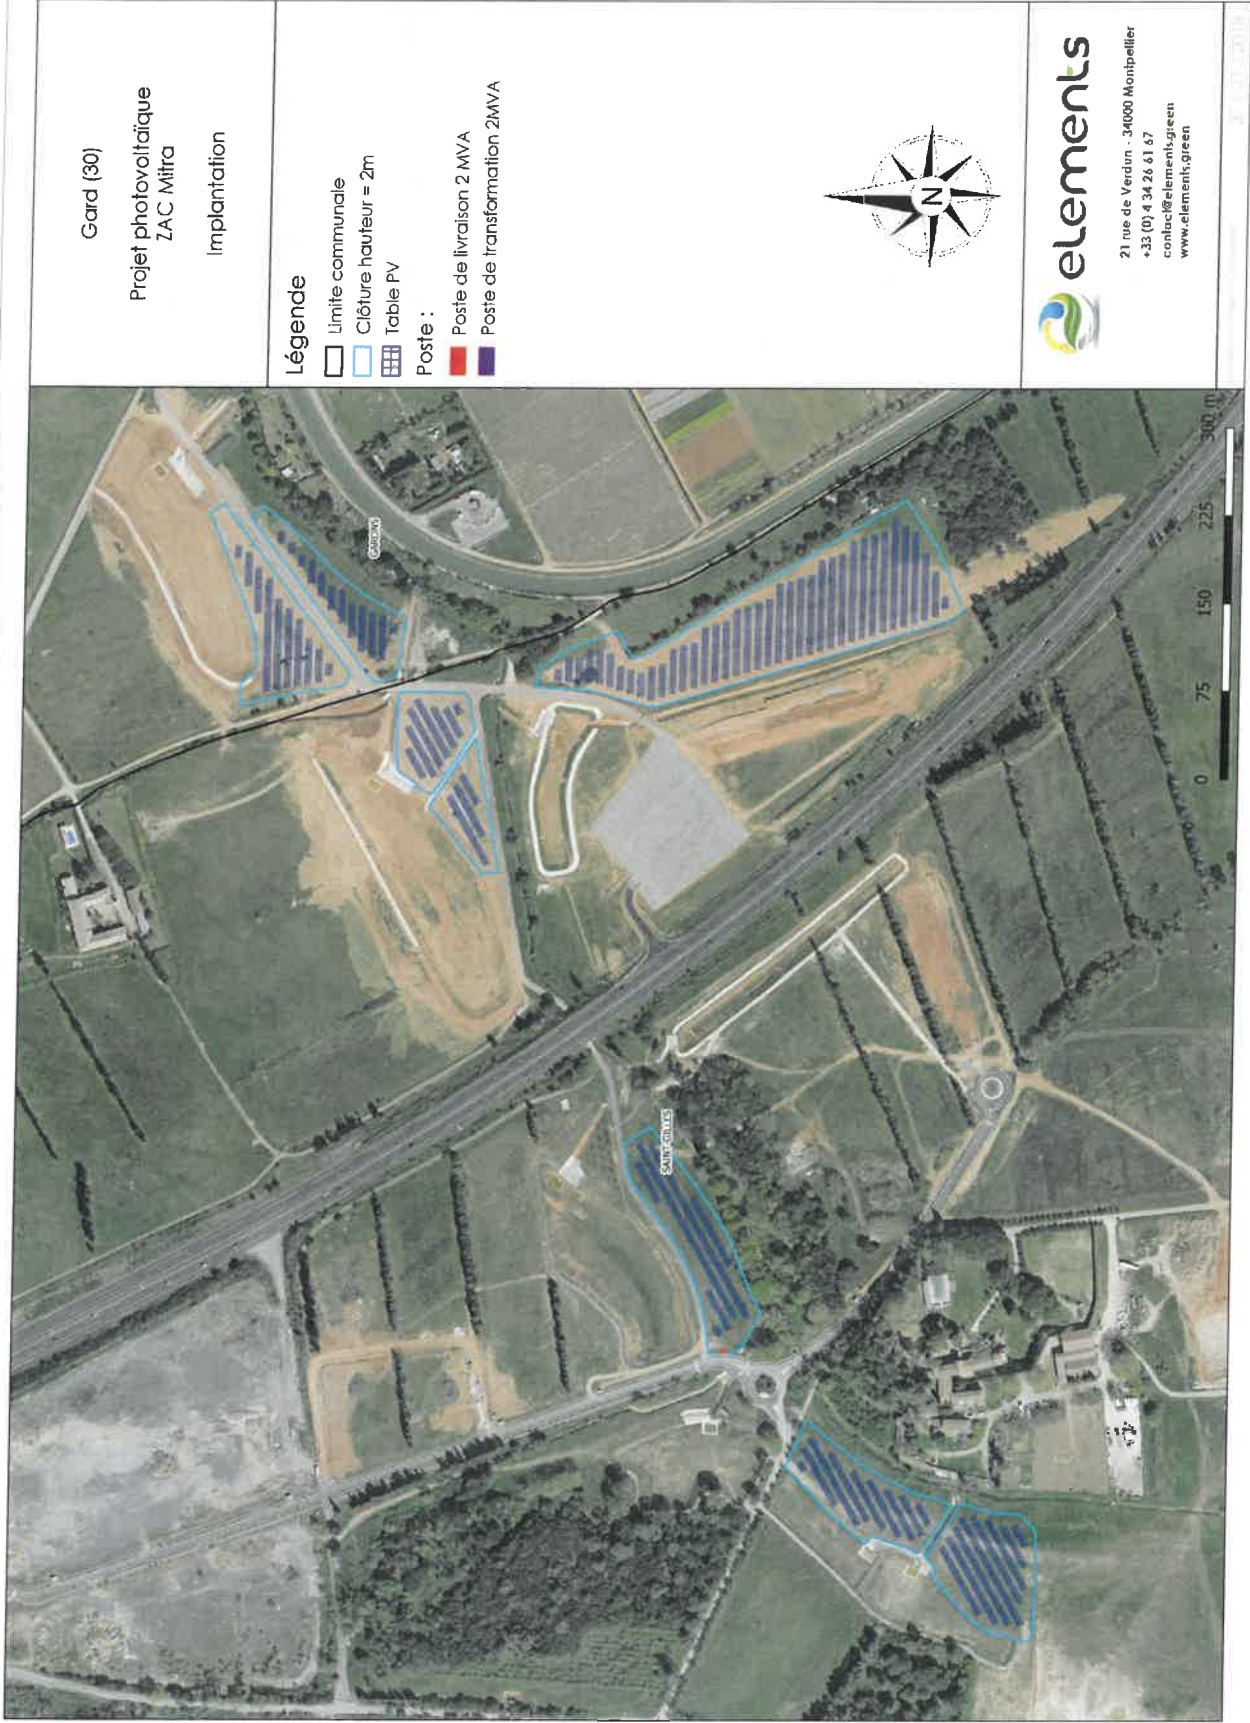 Gard (30)
Projet photovoltaïque
ZAC Mitra
Implantation
Légende
Limite communale
Clôture hauteur = 2m
Table PV
Poste :
Poste de livraison 2 MVA
Poste de transformation 2MVA
N
elements
21 rue de Verdun - 34000 Montpellier
+33 (0) 4 34 26 61 67
contact@elements.green
www.elements.green
GARONS
SAINT-GILLES
0 75 150 225 300 m